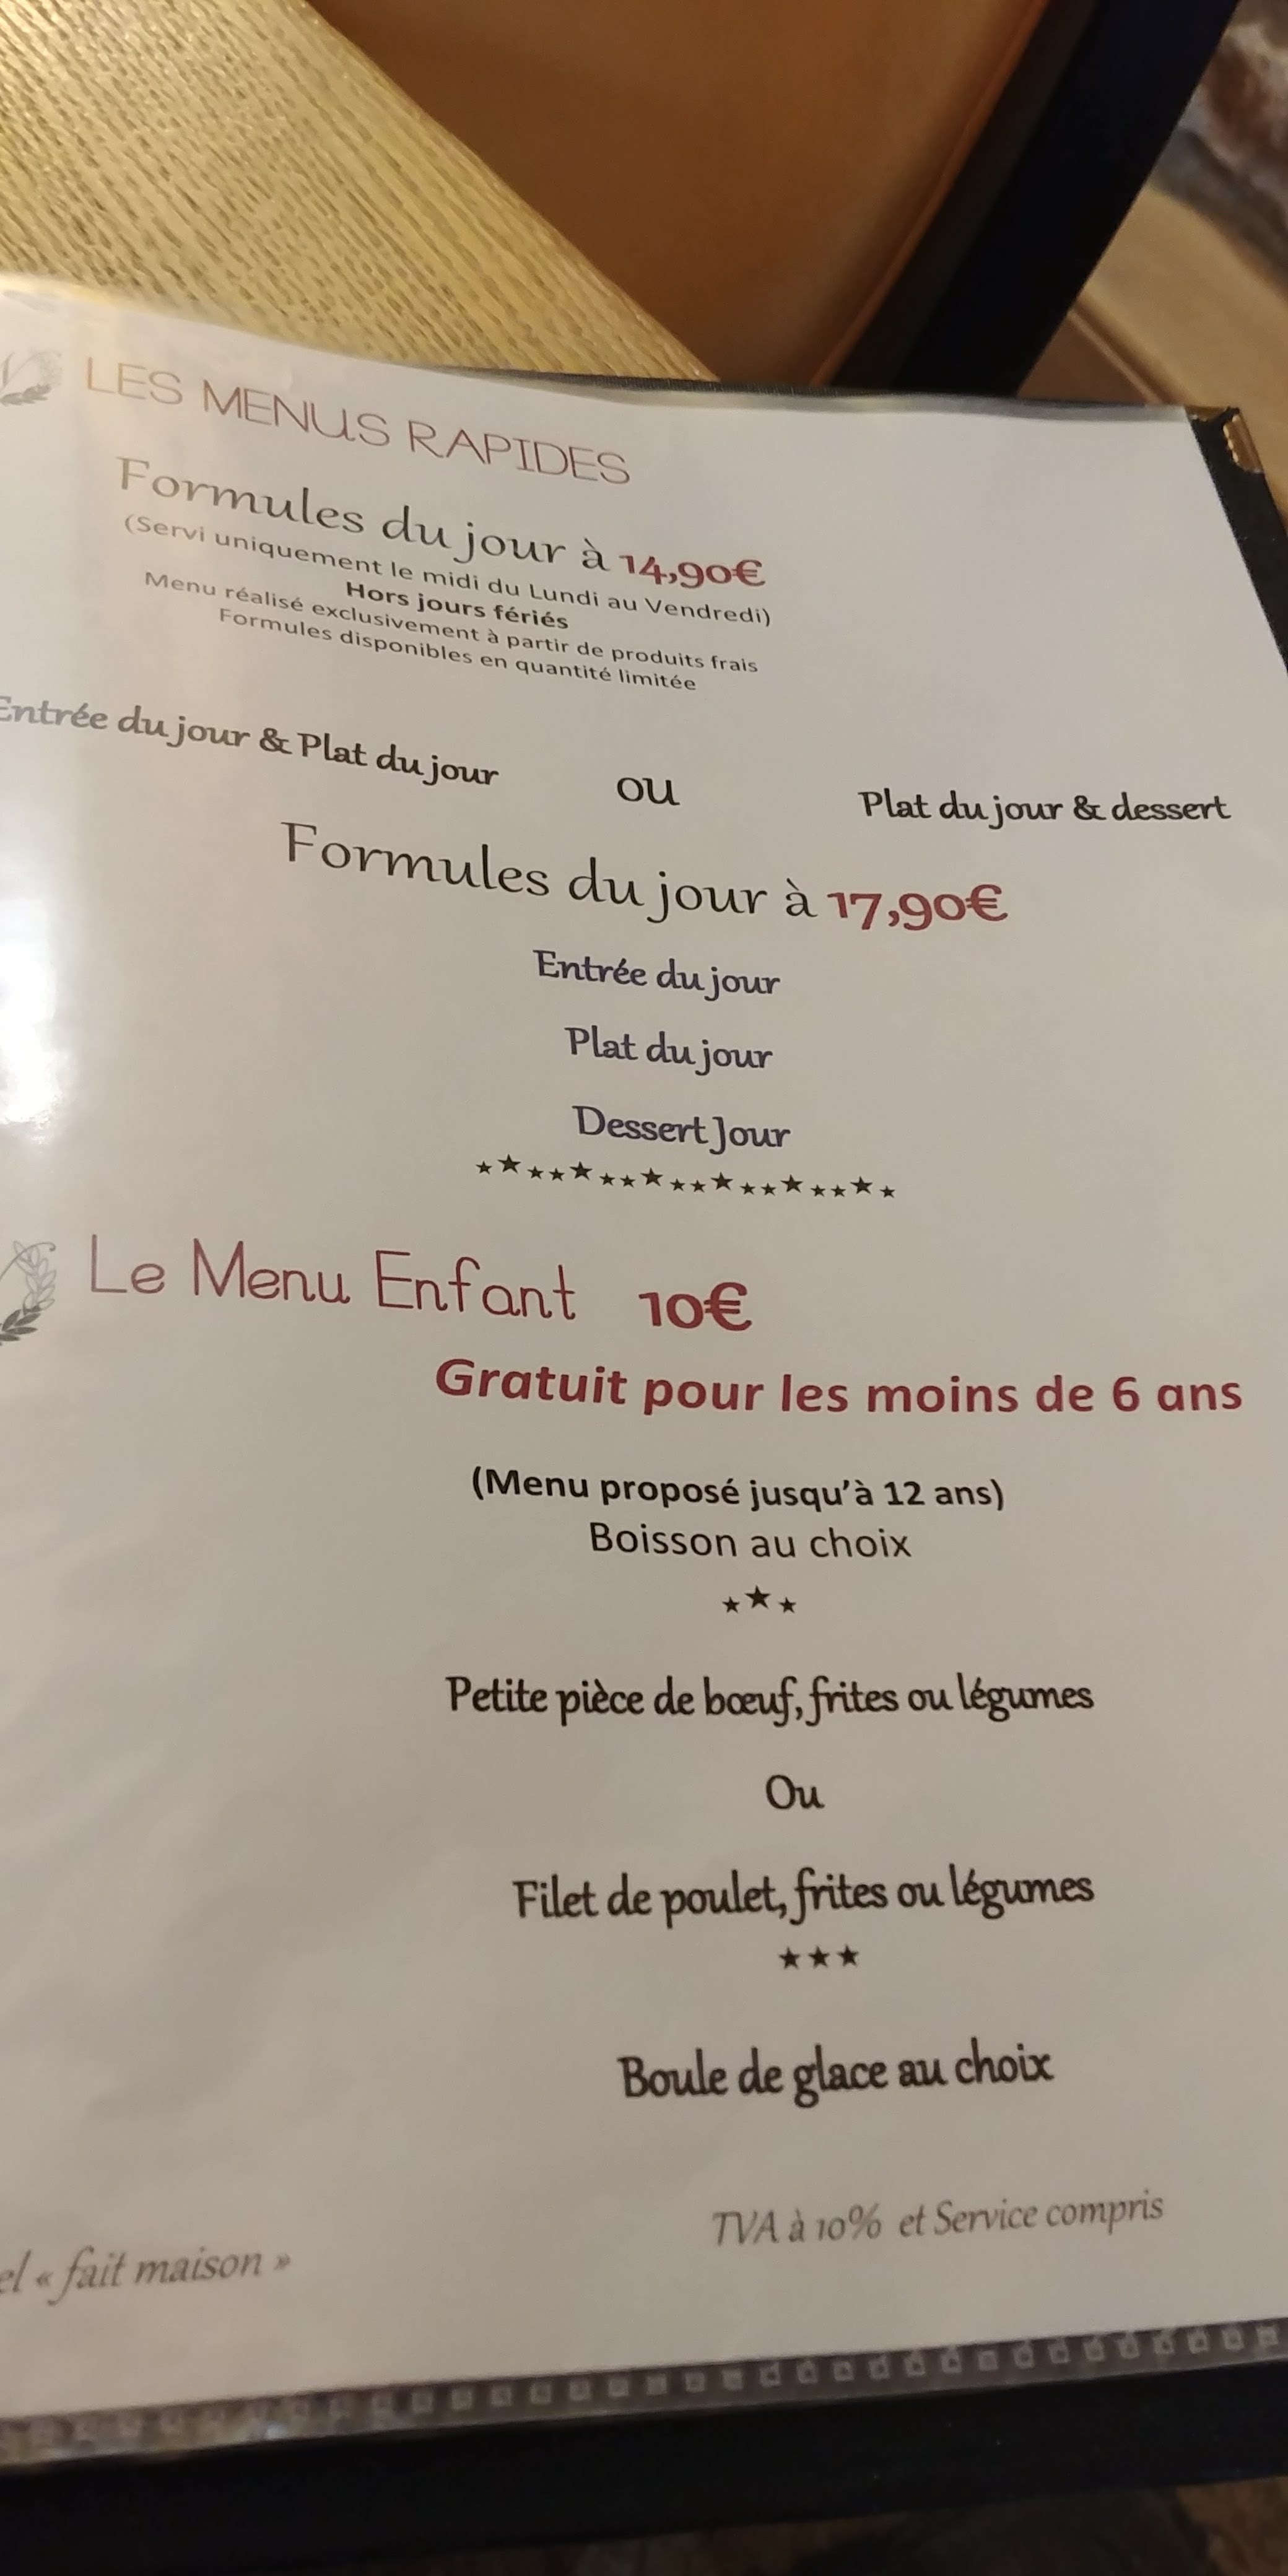 LES MENUS RAPIDES
Formules du jour à 14,90€
(Servi uniquement le midi du Lundi au Vendredi)
Hors jours fériés
Menu réalisé exclusivement à partir de produits frais
Formules disponibles en quantité limitée
Entrée du jour & Plat du jour ou Plat du jour & dessert
Formules du jour à 17,90€
Entrée du jour
Plat du jour
Dessert Jour
Le Menu Enfant 10€
Gratuit pour les moins de 6 ans
(Menu proposé jusqu'à 12 ans)
Boisson au choix
Petite pièce de bœuf, frites ou légumes
Ou
Filet de poulet, frites ou légumes
Boule de glace au choix
TVA à 10% et Service compris
« fait maison »